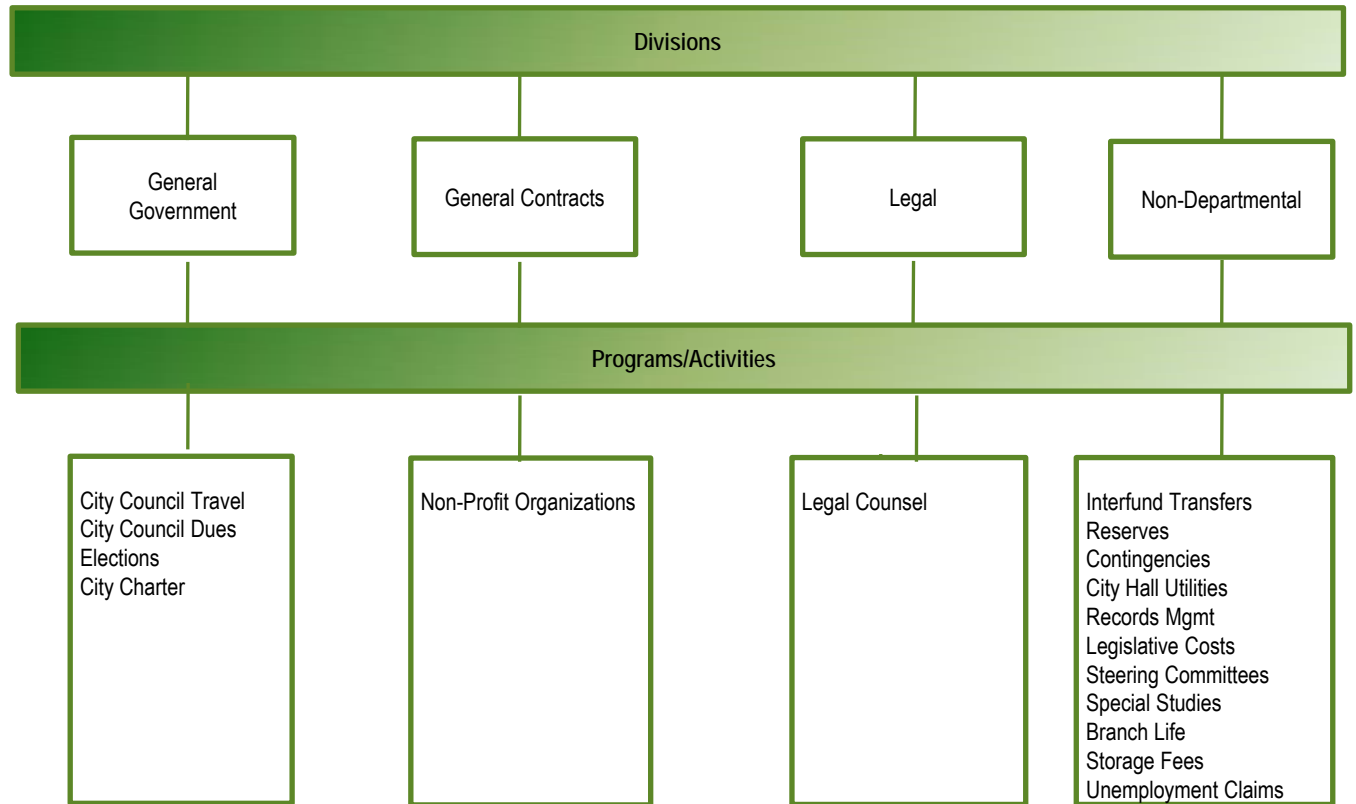 Divisions
General
Government
General Contracts
Legal
Non-Departmental
Programs/Activities
City Council Travel
City Council Dues
Elections
City Charter
Non-Profit Organizations
Legal Counsel
Interfund Transfers
Reserves
Contingencies
City Hall Utilities
Records Mgmt
Legislative Costs
Steering Committees
Special Studies
Branch Life
Storage Fees
Unemployment Claims